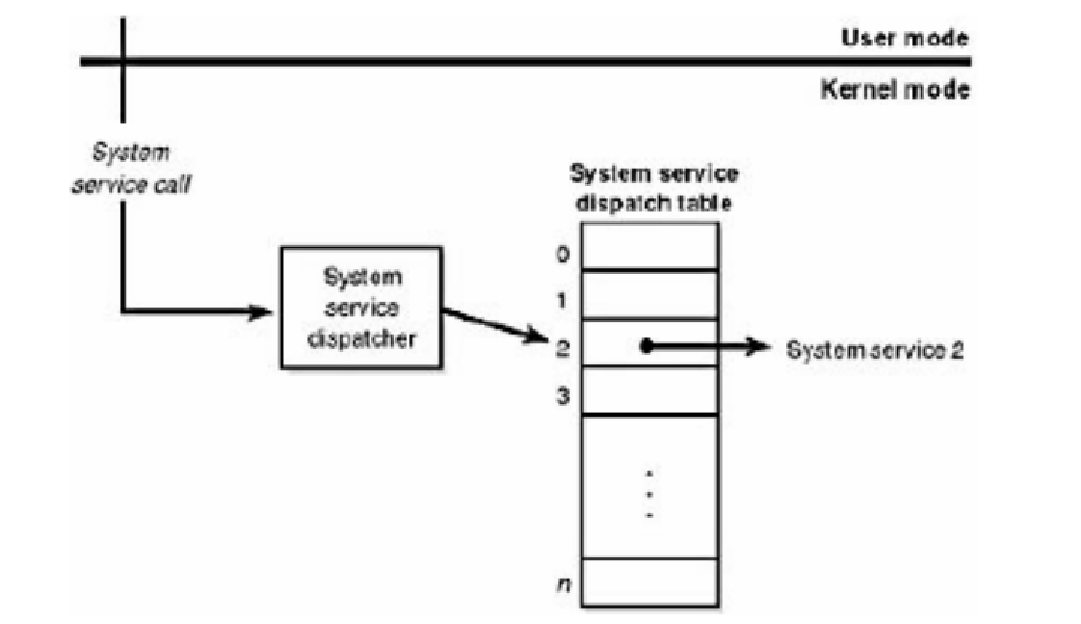 User mode
Kernel mode
System
service call
System service
dispatch table
0
System
service
dispatcher
1
2
System service 2
3
n